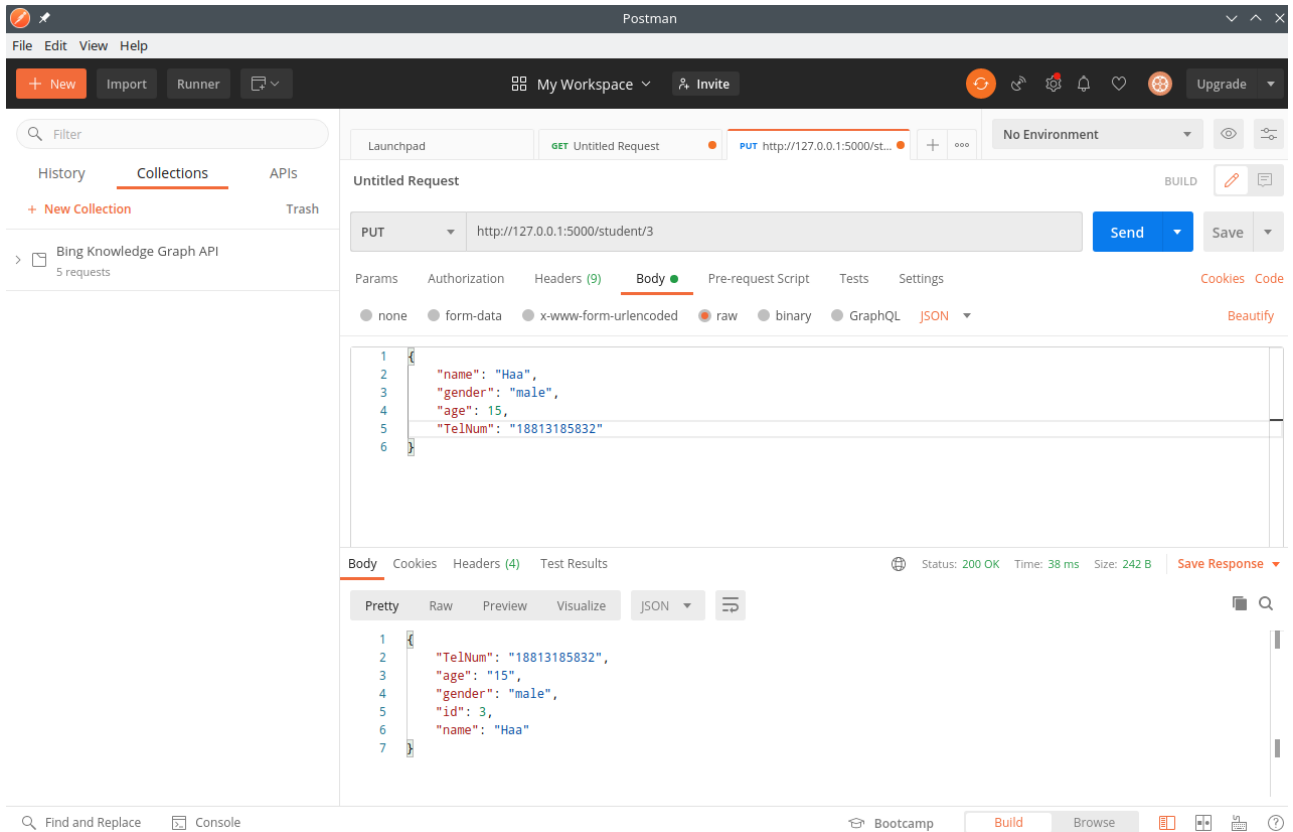 Postman
File Edit View Help
+ New Import Runner My Workspace Invite Upgrade
Filter
History Collections APIs
+ New Collection Trash
Bing Knowledge Graph API
5 requests
Launchpad GET Untitled Request PUT http://127.0.0.1:5000/st... + ooo No Environment
Untitled Request BUILD
PUT http://127.0.0.1:5000/student/3 Send Save
Params Authorization Headers (9) Body Pre-request Script Tests Settings Cookies Code
none form-data x-www-form-urlencoded raw binary GraphQL JSON Beautify
1 {
2 "name": "Haa",
3 "gender": "male",
4 "age": 15,
5 "TelNum": "18813185832"
6 }
Body Cookies Headers (4) Test Results Status: 200 OK Time: 38 ms Size: 242 B Save Response
Pretty Raw Preview Visualize JSON
1 {
2 "TelNum": "18813185832",
3 "age": "15",
4 "gender": "male",
5 "id": 3,
6 "name": "Haa"
7 }
Find and Replace Console Bootcamp Build Browse ?